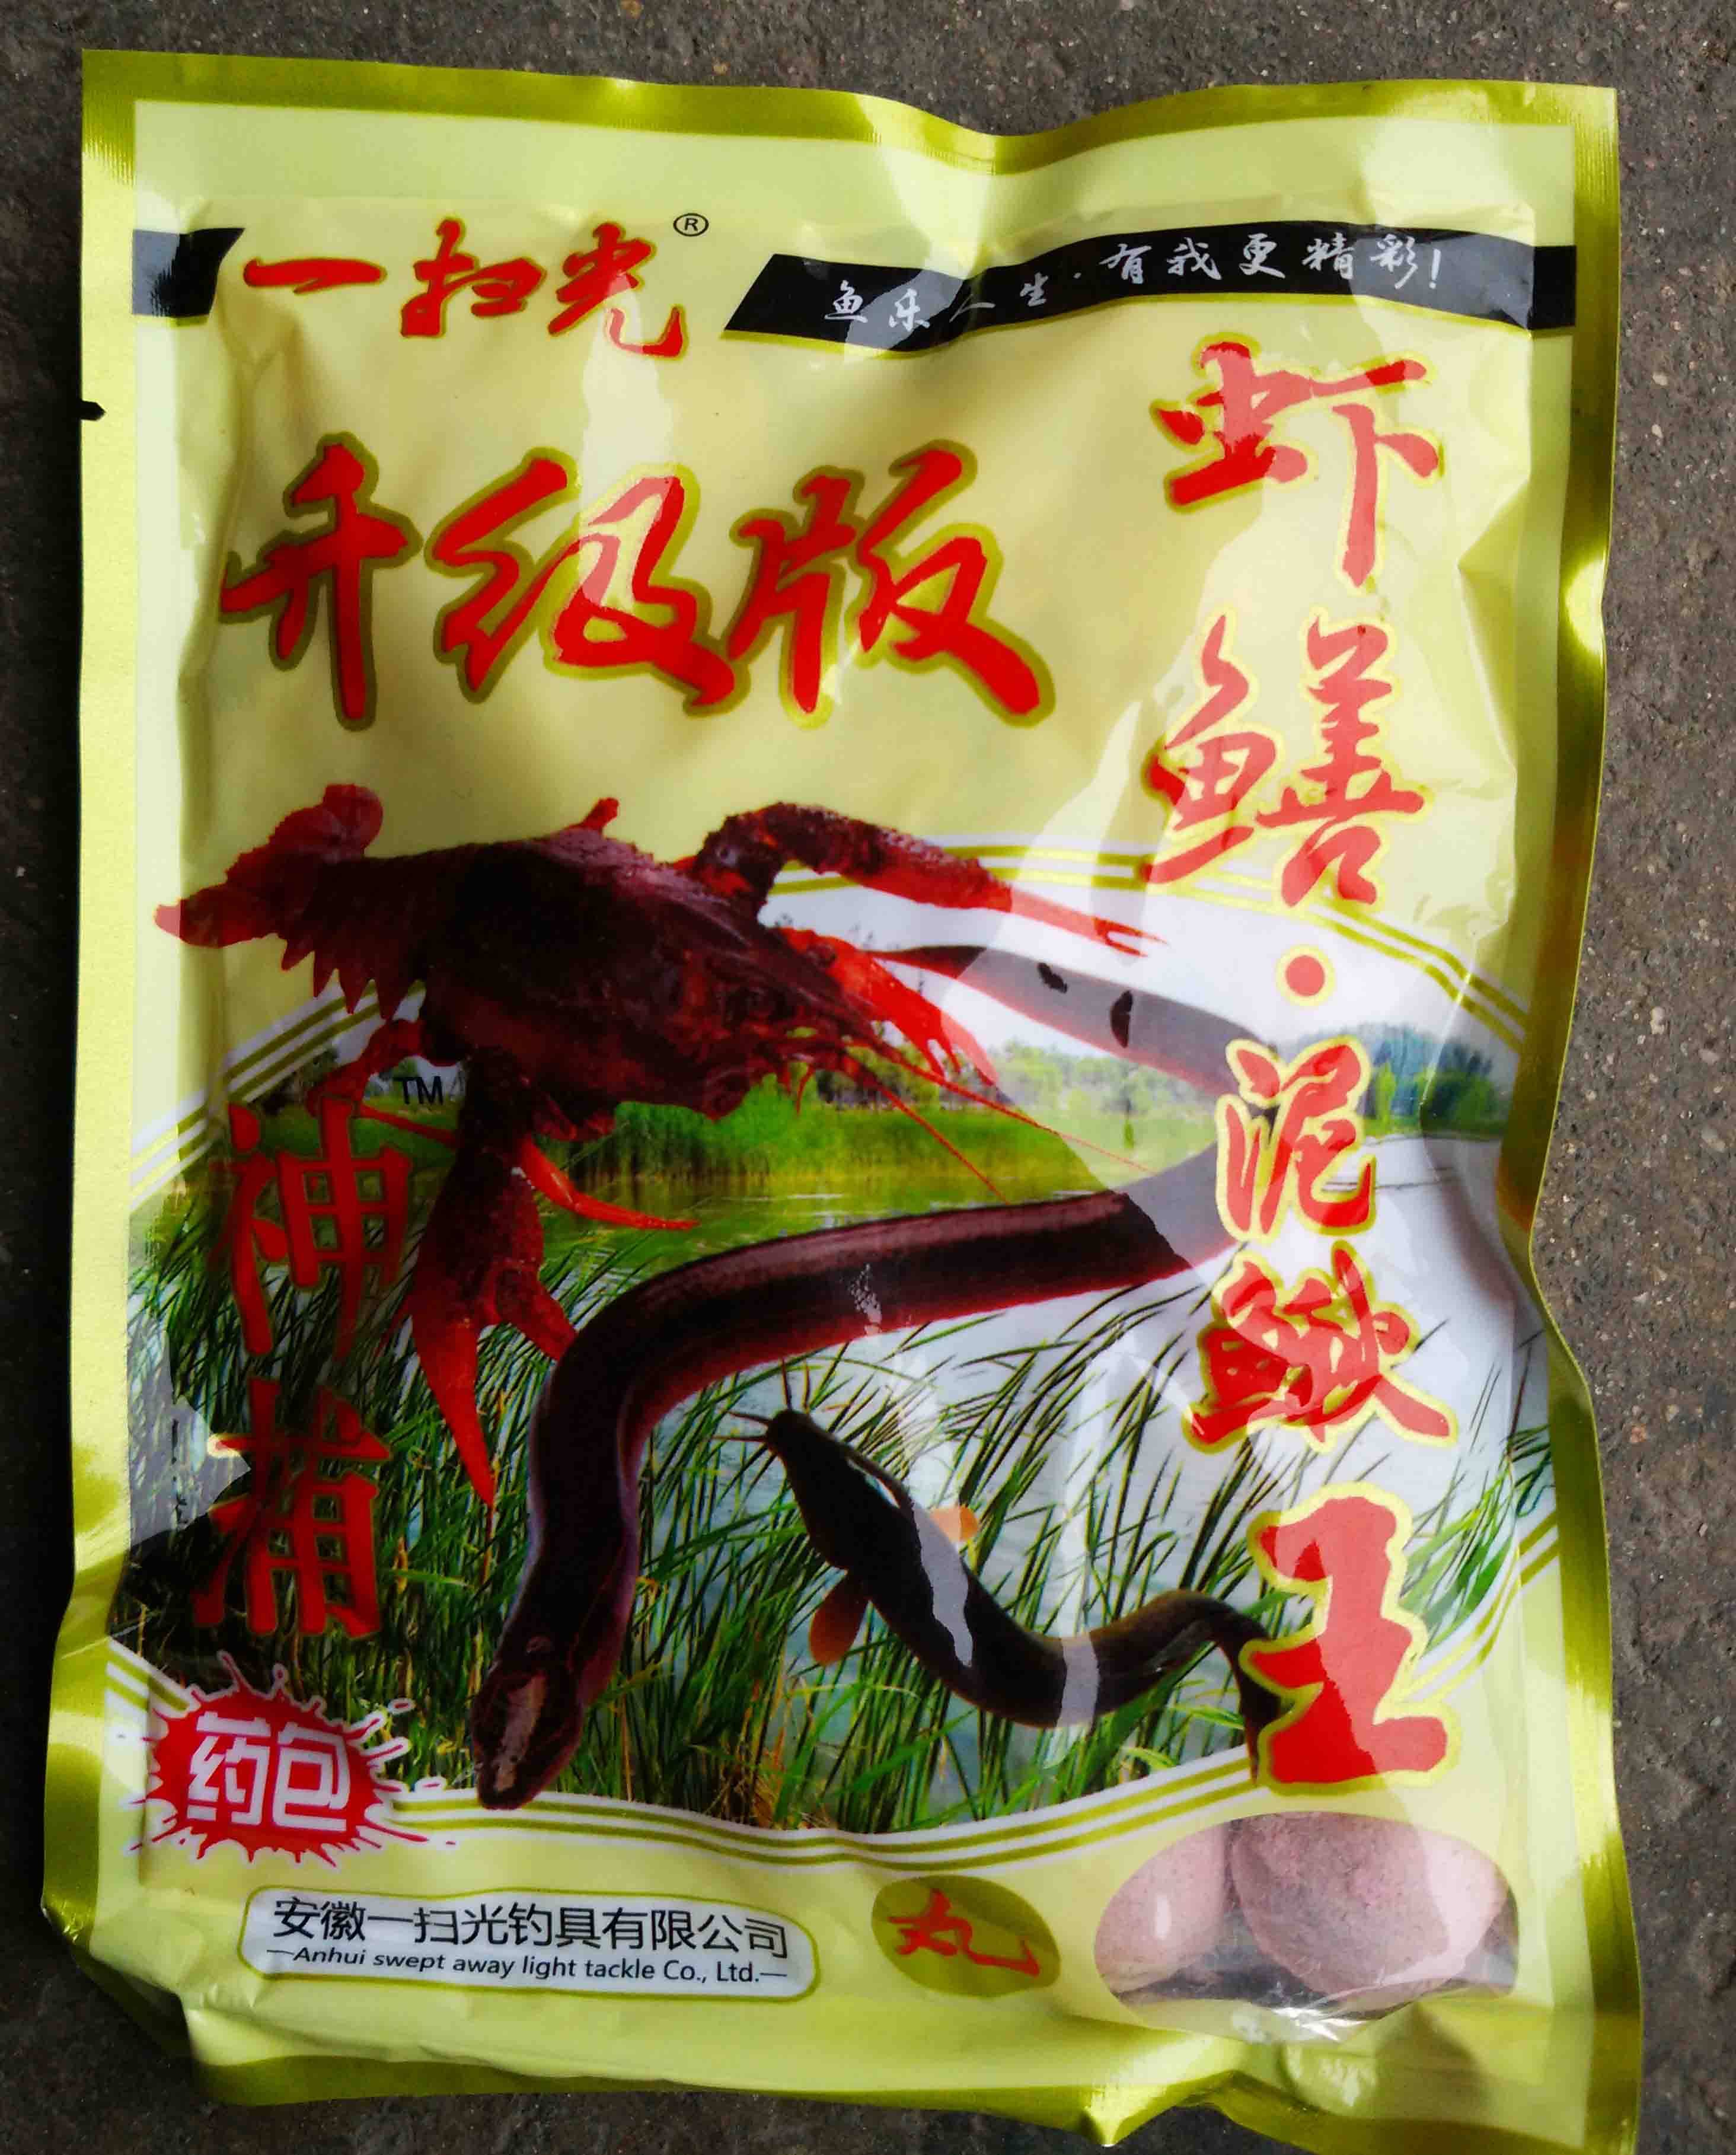 一扫光®
鱼乐人生·有我更精彩!
升级版
虾鳝·泥鳅王
TM
神捕
药包
安徽一扫光钓具有限公司
—Anhui swept away light tackle Co., Ltd.—
丸